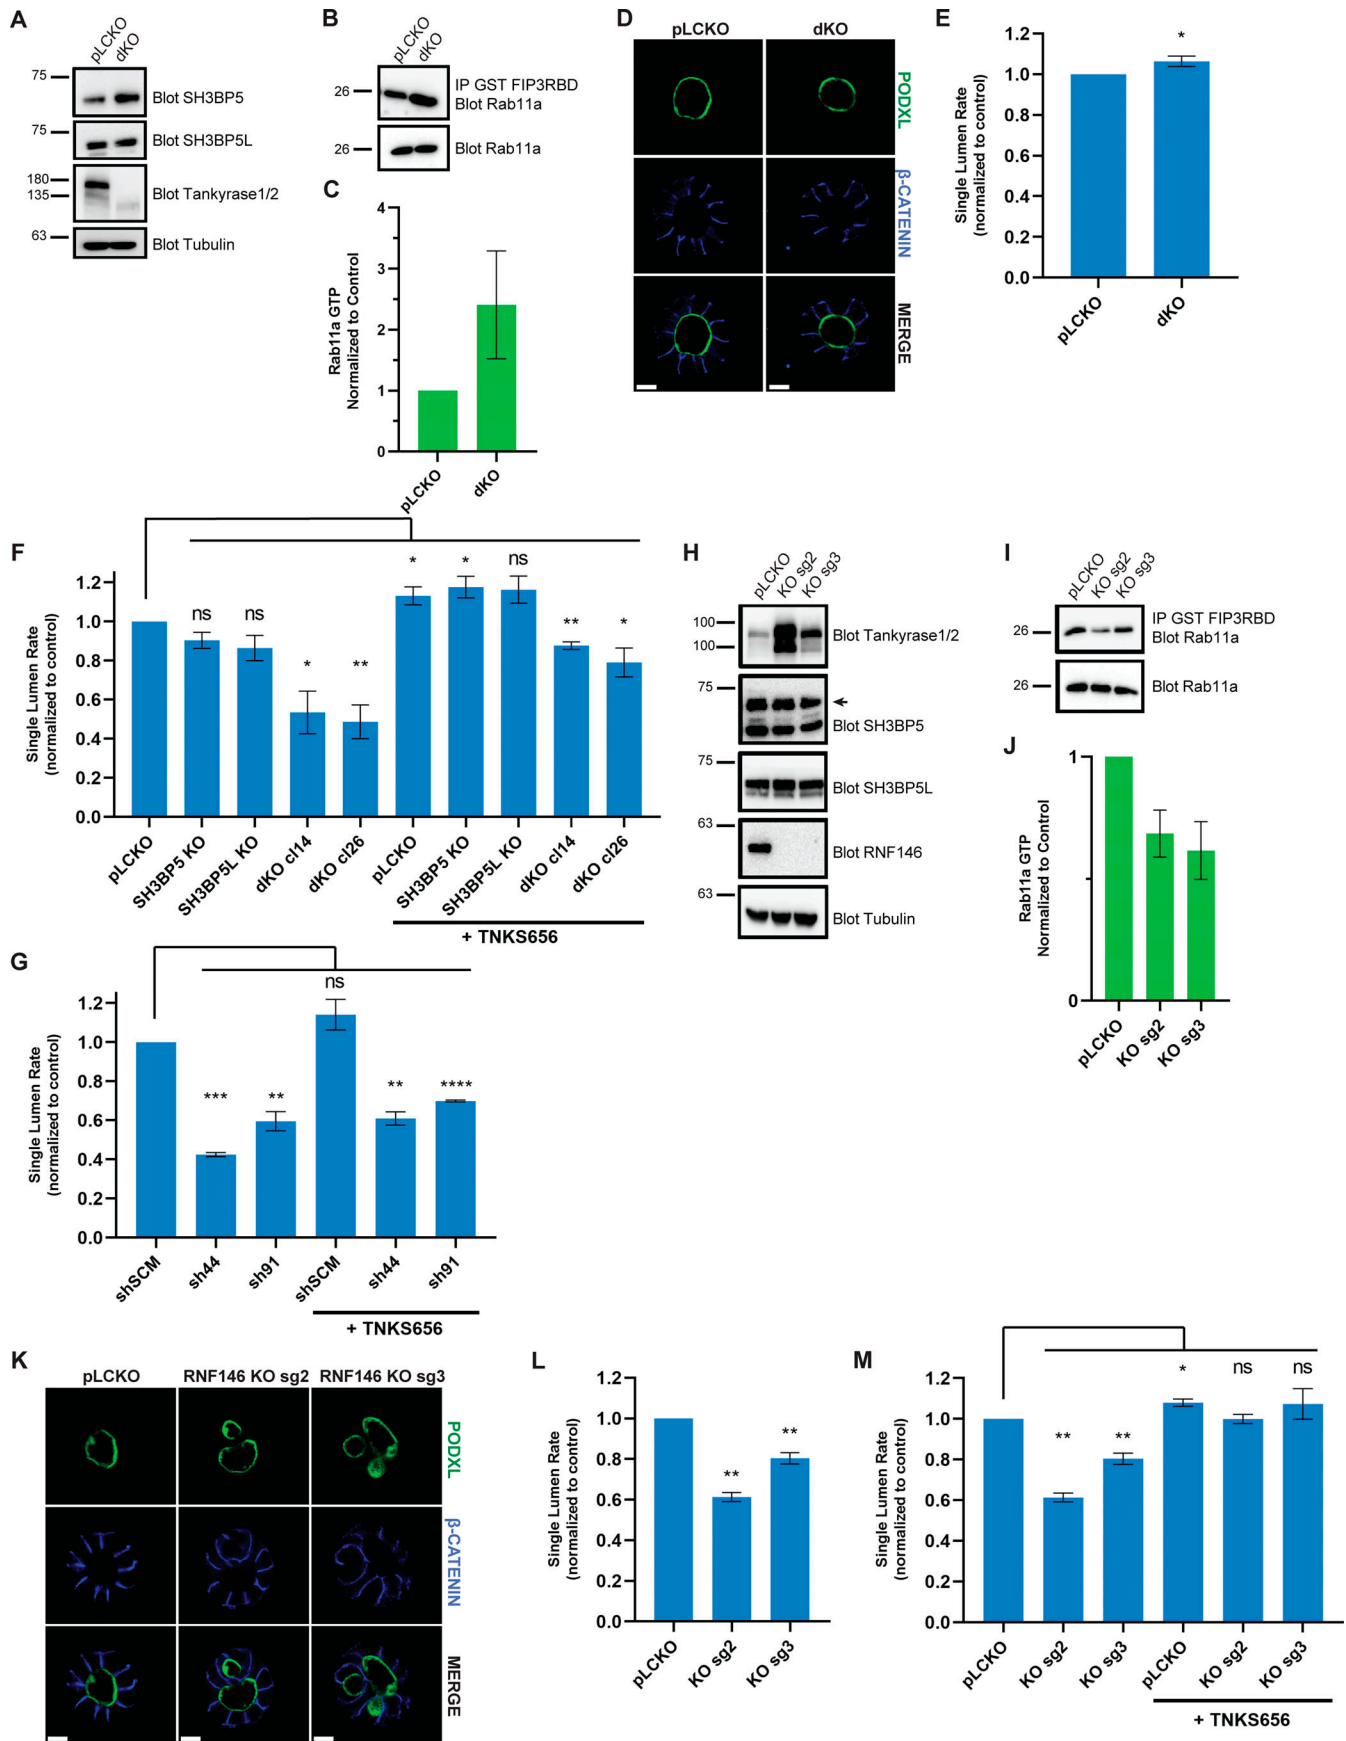 A
pLCKO
dKO
75
Blot SH3BP5
75
Blot SH3BP5L
180
135
Blot Tankyrase1/2
63
Blot Tubulin
B
pLCKO
dKO
26
IP GST FIP3RBD
Blot Rab11a
26
Blot Rab11a
C
Rab11a GTP
Normalized to Control
4
3
2
1
0
pLCKO
dKO
D
pLCKO
dKO
PODXL
β-CATENIN
MERGE
E
Single Lumen Rate
(normalized to control)
1.2
1.0
0.8
0.6
0.4
0.2
0.0
*
pLCKO
dKO
F
Single Lumen Rate
(normalized to control)
1.2
1.0
0.8
0.6
0.4
0.2
0.0
ns
ns
*
**
*
*
ns
**
*
pLCKO
SH3BP5 KO
SH3BP5L KO
dKO cl14
dKO cl26
pLCKO
SH3BP5 KO
SH3BP5L KO
dKO cl14
dKO cl26
+ TNKS656
G
Single Lumen Rate
(normalized to control)
1.2
1.0
0.8
0.6
0.4
0.2
0.0
***
**
ns
**
****
shSCM
sh44
sh91
shSCM
sh44
sh91
+ TNKS656
H
pLCKO
KO sg2
KO sg3
100
100
Blot Tankyrase1/2
75
Blot SH3BP5
75
Blot SH3BP5L
63
Blot RNF146
63
Blot Tubulin
I
pLCKO
KO sg2
KO sg3
26
IP GST FIP3RBD
Blot Rab11a
26
Blot Rab11a
J
Rab11a GTP
Normalized to Control
1
0
pLCKO
KO sg2
KO sg3
K
pLCKO
RNF146 KO sg2
RNF146 KO sg3
PODXL
β-CATENIN
MERGE
L
Single Lumen Rate
(normalized to control)
1.2
1.0
0.8
0.6
0.4
0.2
0.0
**
**
pLCKO
KO sg2
KO sg3
M
Single Lumen Rate
(normalized to control)
1.2
1.0
0.8
0.6
0.4
0.2
0.0
**
**
*
ns
ns
pLCKO
KO sg2
KO sg3
pLCKO
KO sg2
KO sg3
+ TNKS656